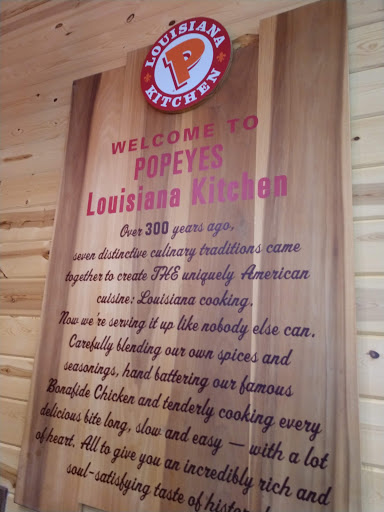 LOUISIANA
P
KITCHEN
WELCOME TO
POPEYES
Louisiana Kitchen
Over 300 years ago,
seven distinctive culinary traditions came
together to create THE uniquely American
cuisine: Louisiana cooking.
Now we're serving it up like nobody else can.
Carefully blending our own spices and
seasonings, hand battering our famous
Bonafide Chicken and tenderly cooking every
delicious bite long, slow and easy — with a lot
of heart. All to give you an incredibly rich and
soul-satisfying taste of